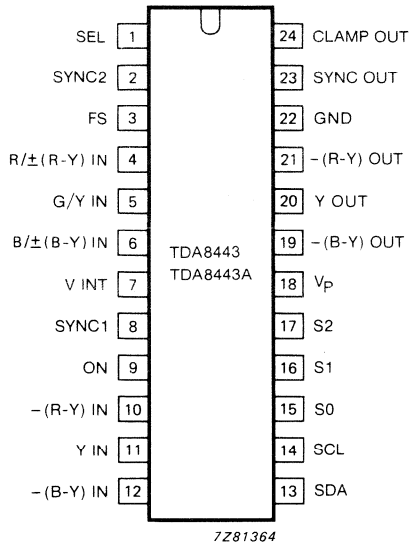 SEL 1 24 CLAMP OUT
SYNC2 2 23 SYNC OUT
FS 3 22 GND
R/±(R-Y) IN 4 21 -(R-Y) OUT
G/Y IN 5 20 Y OUT
B/±(B-Y) IN 6 19 -(B-Y) OUT
TDA8443
TDA8443A
V INT 7 18 VP
SYNC1 8 17 S2
ON 9 16 S1
-(R-Y) IN 10 15 S0
Y IN 11 14 SCL
-(B-Y) IN 12 13 SDA
7Z81364